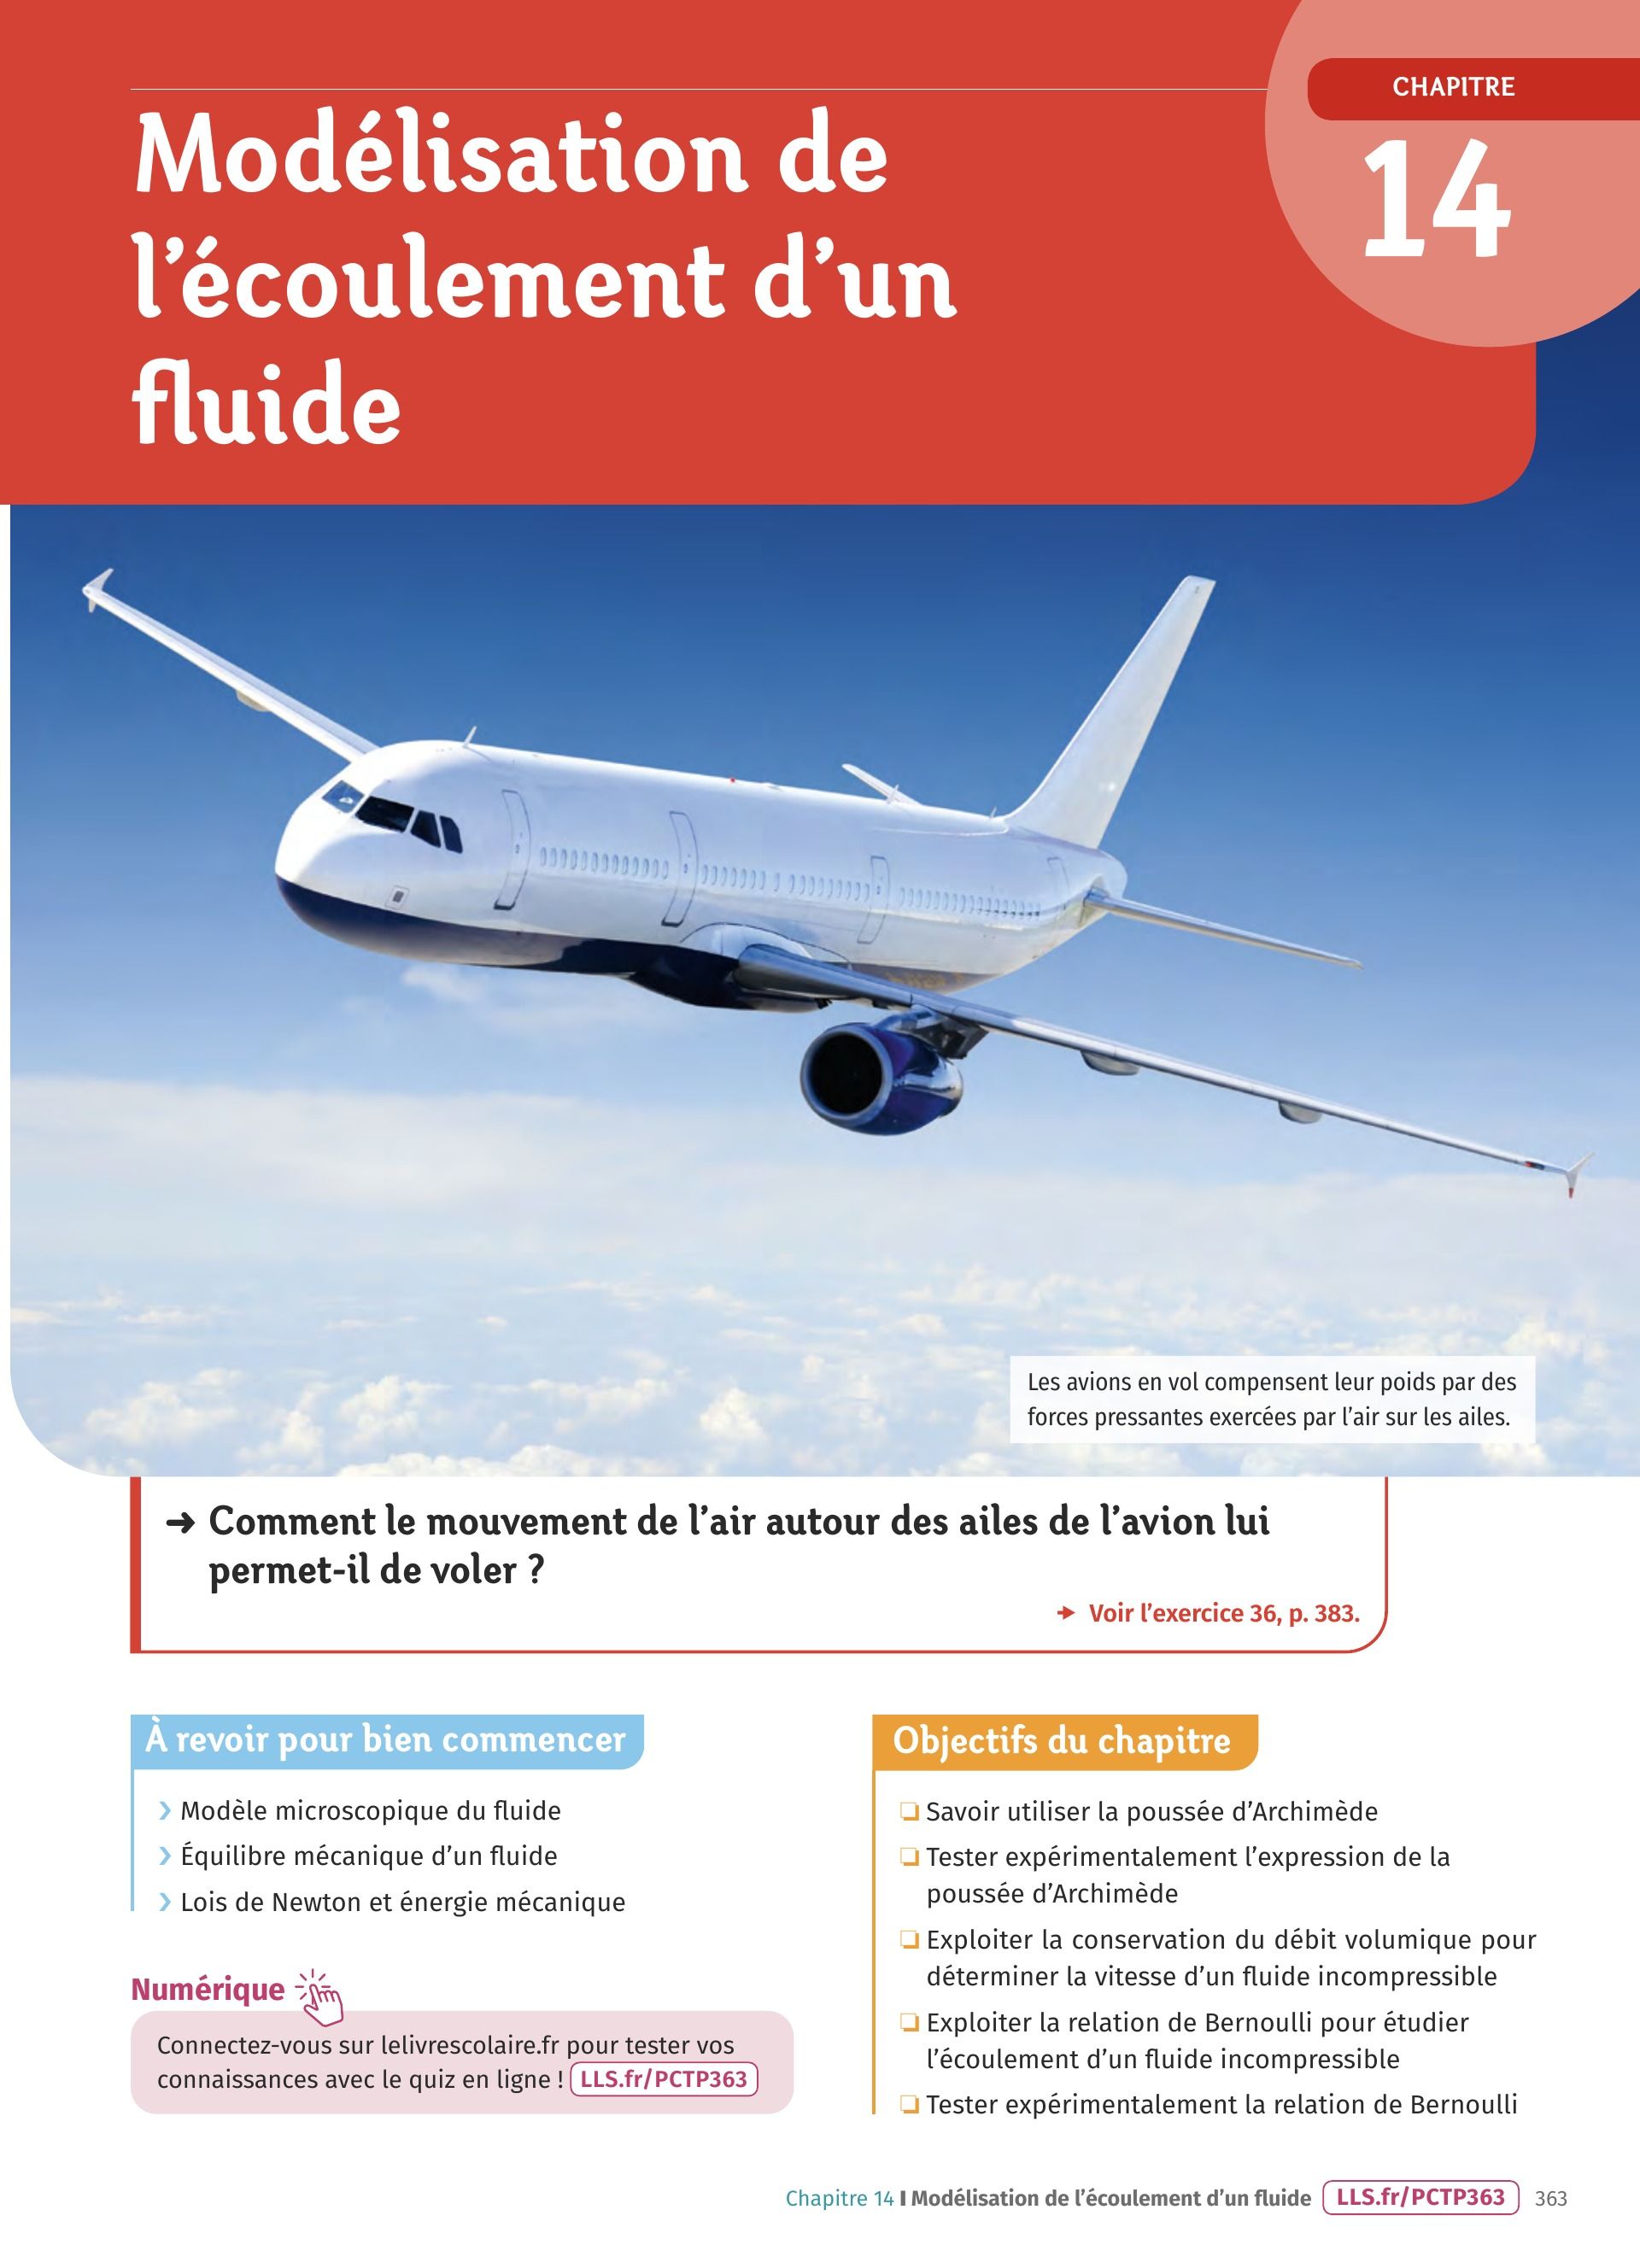 CHAPITRE
14
Modélisation de
l’écoulement d’un
fluide
Les avions en vol compensent leur poids par des
forces pressantes exercées par l’air sur les ailes.
➜ Comment le mouvement de l’air autour des ailes de l’avion lui
permet-il de voler ?
➜ Voir l’exercice 36, p. 383.
À revoir pour bien commencer
› Modèle microscopique du fluide
› Équilibre mécanique d’un fluide
› Lois de Newton et énergie mécanique
Numérique
Connectez-vous sur lelivrescolaire.fr pour tester vos
connaissances avec le quiz en ligne ! LLS.fr/PCTP363
Objectifs du chapitre
❏ Savoir utiliser la poussée d’Archimède
❏ Tester expérimentalement l’expression de la
poussée d’Archimède
❏ Exploiter la conservation du débit volumique pour
déterminer la vitesse d’un fluide incompressible
❏ Exploiter la relation de Bernoulli pour étudier
l’écoulement d’un fluide incompressible
❏ Tester expérimentalement la relation de Bernoulli
Chapitre 14 I Modélisation de l’écoulement d’un fluide LLS.fr/PCTP363 363